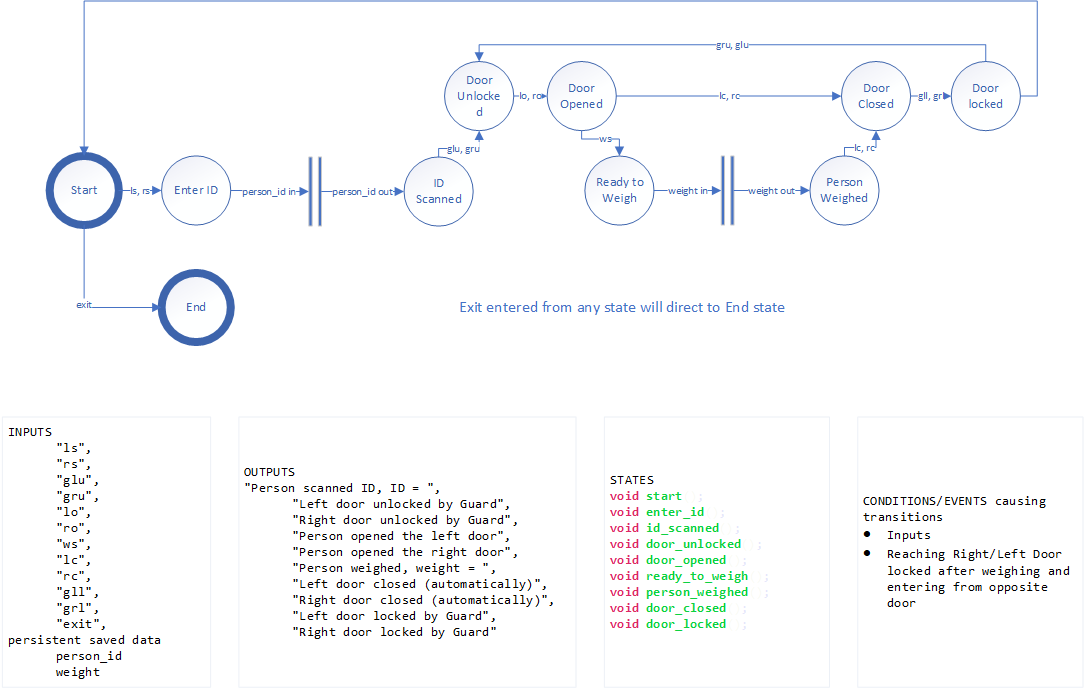 gru, glu
Door
Unlocke
d
lo, ro
Door
Opened
lc, rc
Door
Closed
gll, grl
Door
locked
ws
glu, gru
lc, rc
Start
ls, rs
Enter ID
person_id in
person_id out
ID
Scanned
Ready to
Weigh
weight in
weight out
Person
Weighed
exit
End
Exit entered from any state will direct to End state
INPUTS
"ls",
"rs",
"glu",
"gru",
"lo",
"ro",
"ws",
"lc",
"rc",
"gll",
"grl",
"exit",
persistent saved data
person_id
weight
OUTPUTS
"Person scanned ID, ID = ",
"Left door unlocked by Guard",
"Right door unlocked by Guard",
"Person opened the left door",
"Person opened the right door",
"Person weighed, weight = ",
"Left door closed (automatically)",
"Right door closed (automatically)",
"Left door locked by Guard",
"Right door locked by Guard"
STATES
void start ;
void enter_id ;
void id_scanned ;
void door_unlocked ;
void door_opened ;
void ready_to_weigh ;
void person_weighed ;
void door_closed ;
void door_locked ;
CONDITIONS/EVENTS causing
transitions
● Inputs
● Reaching Right/Left Door
locked after weighing and
entering from opposite
door